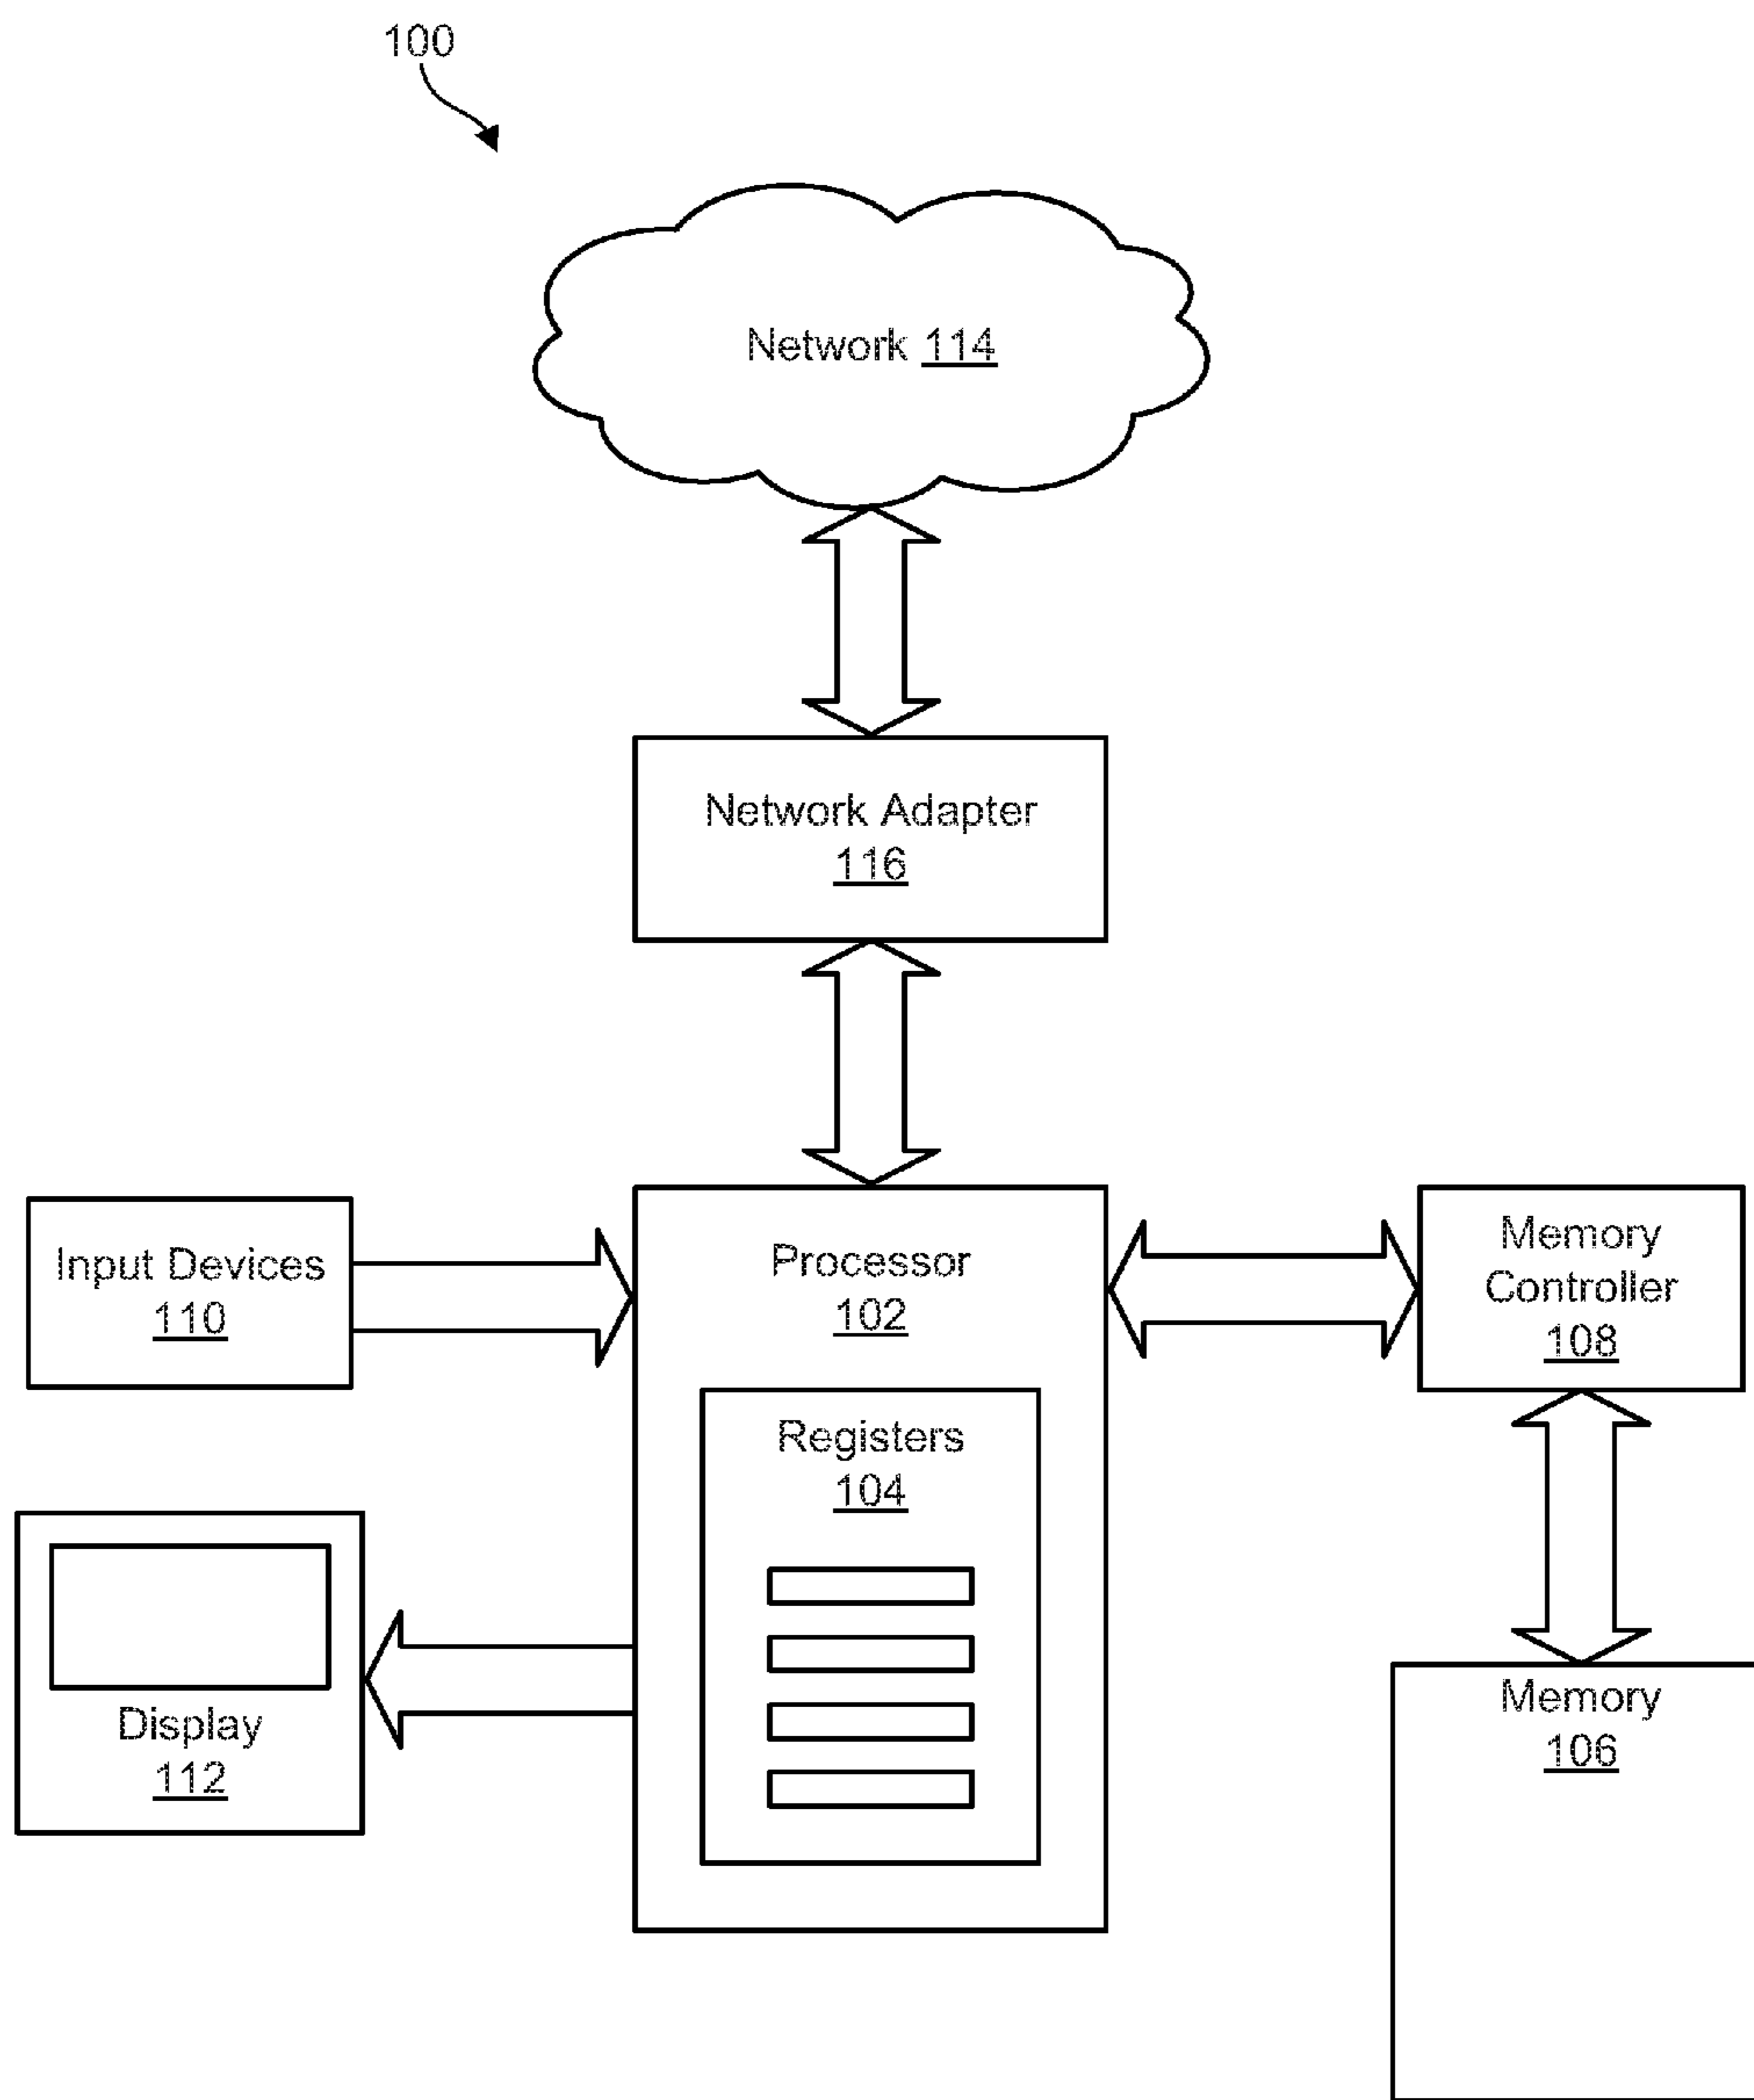 100
Network 114
Network Adapter
116
Input Devices
110
Processor
102
Memory
Controller
108
Registers
104
Display
112
Memory
106